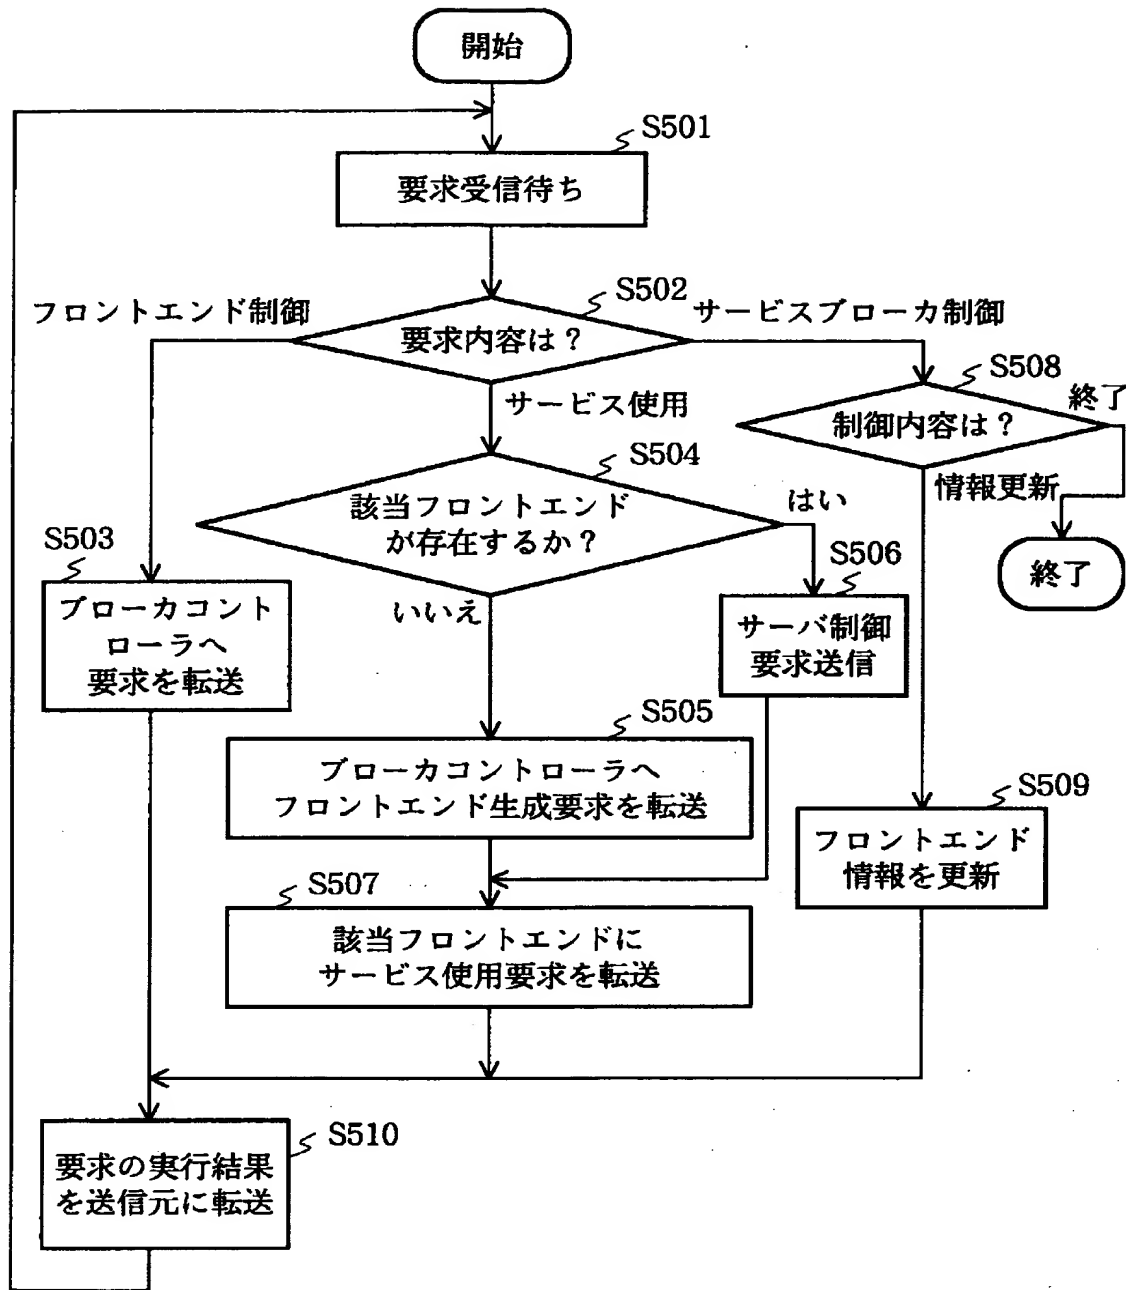 開始
S501
要求受信待ち
S502
フロントエンド制御
サービスブローカ制御
要求内容は？
S508
終了
サービス使用
制御内容は？
S504
情報更新
該当フロントエンド
が存在するか？
はい
S503
S506
終了
ブローカコント
ローラへ
要求を転送
いいえ
サーバ制御
要求送信
S505
ブローカコントローラへ
フロントエンド生成要求を転送
S509
フロントエンド
情報を更新
S507
該当フロントエンドに
サービス使用要求を転送
S510
要求の実行結果
を送信元に転送